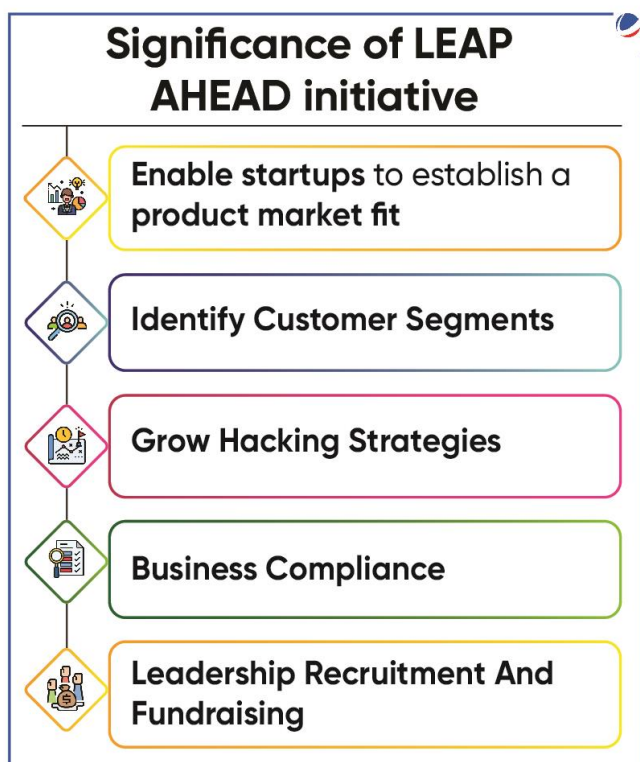 Significance of LEAP
AHEAD initiative
Enable startups to establish a
product market fit
Identify Customer Segments
Grow Hacking Strategies
Business Compliance
Leadership Recruitment And
Fundraising